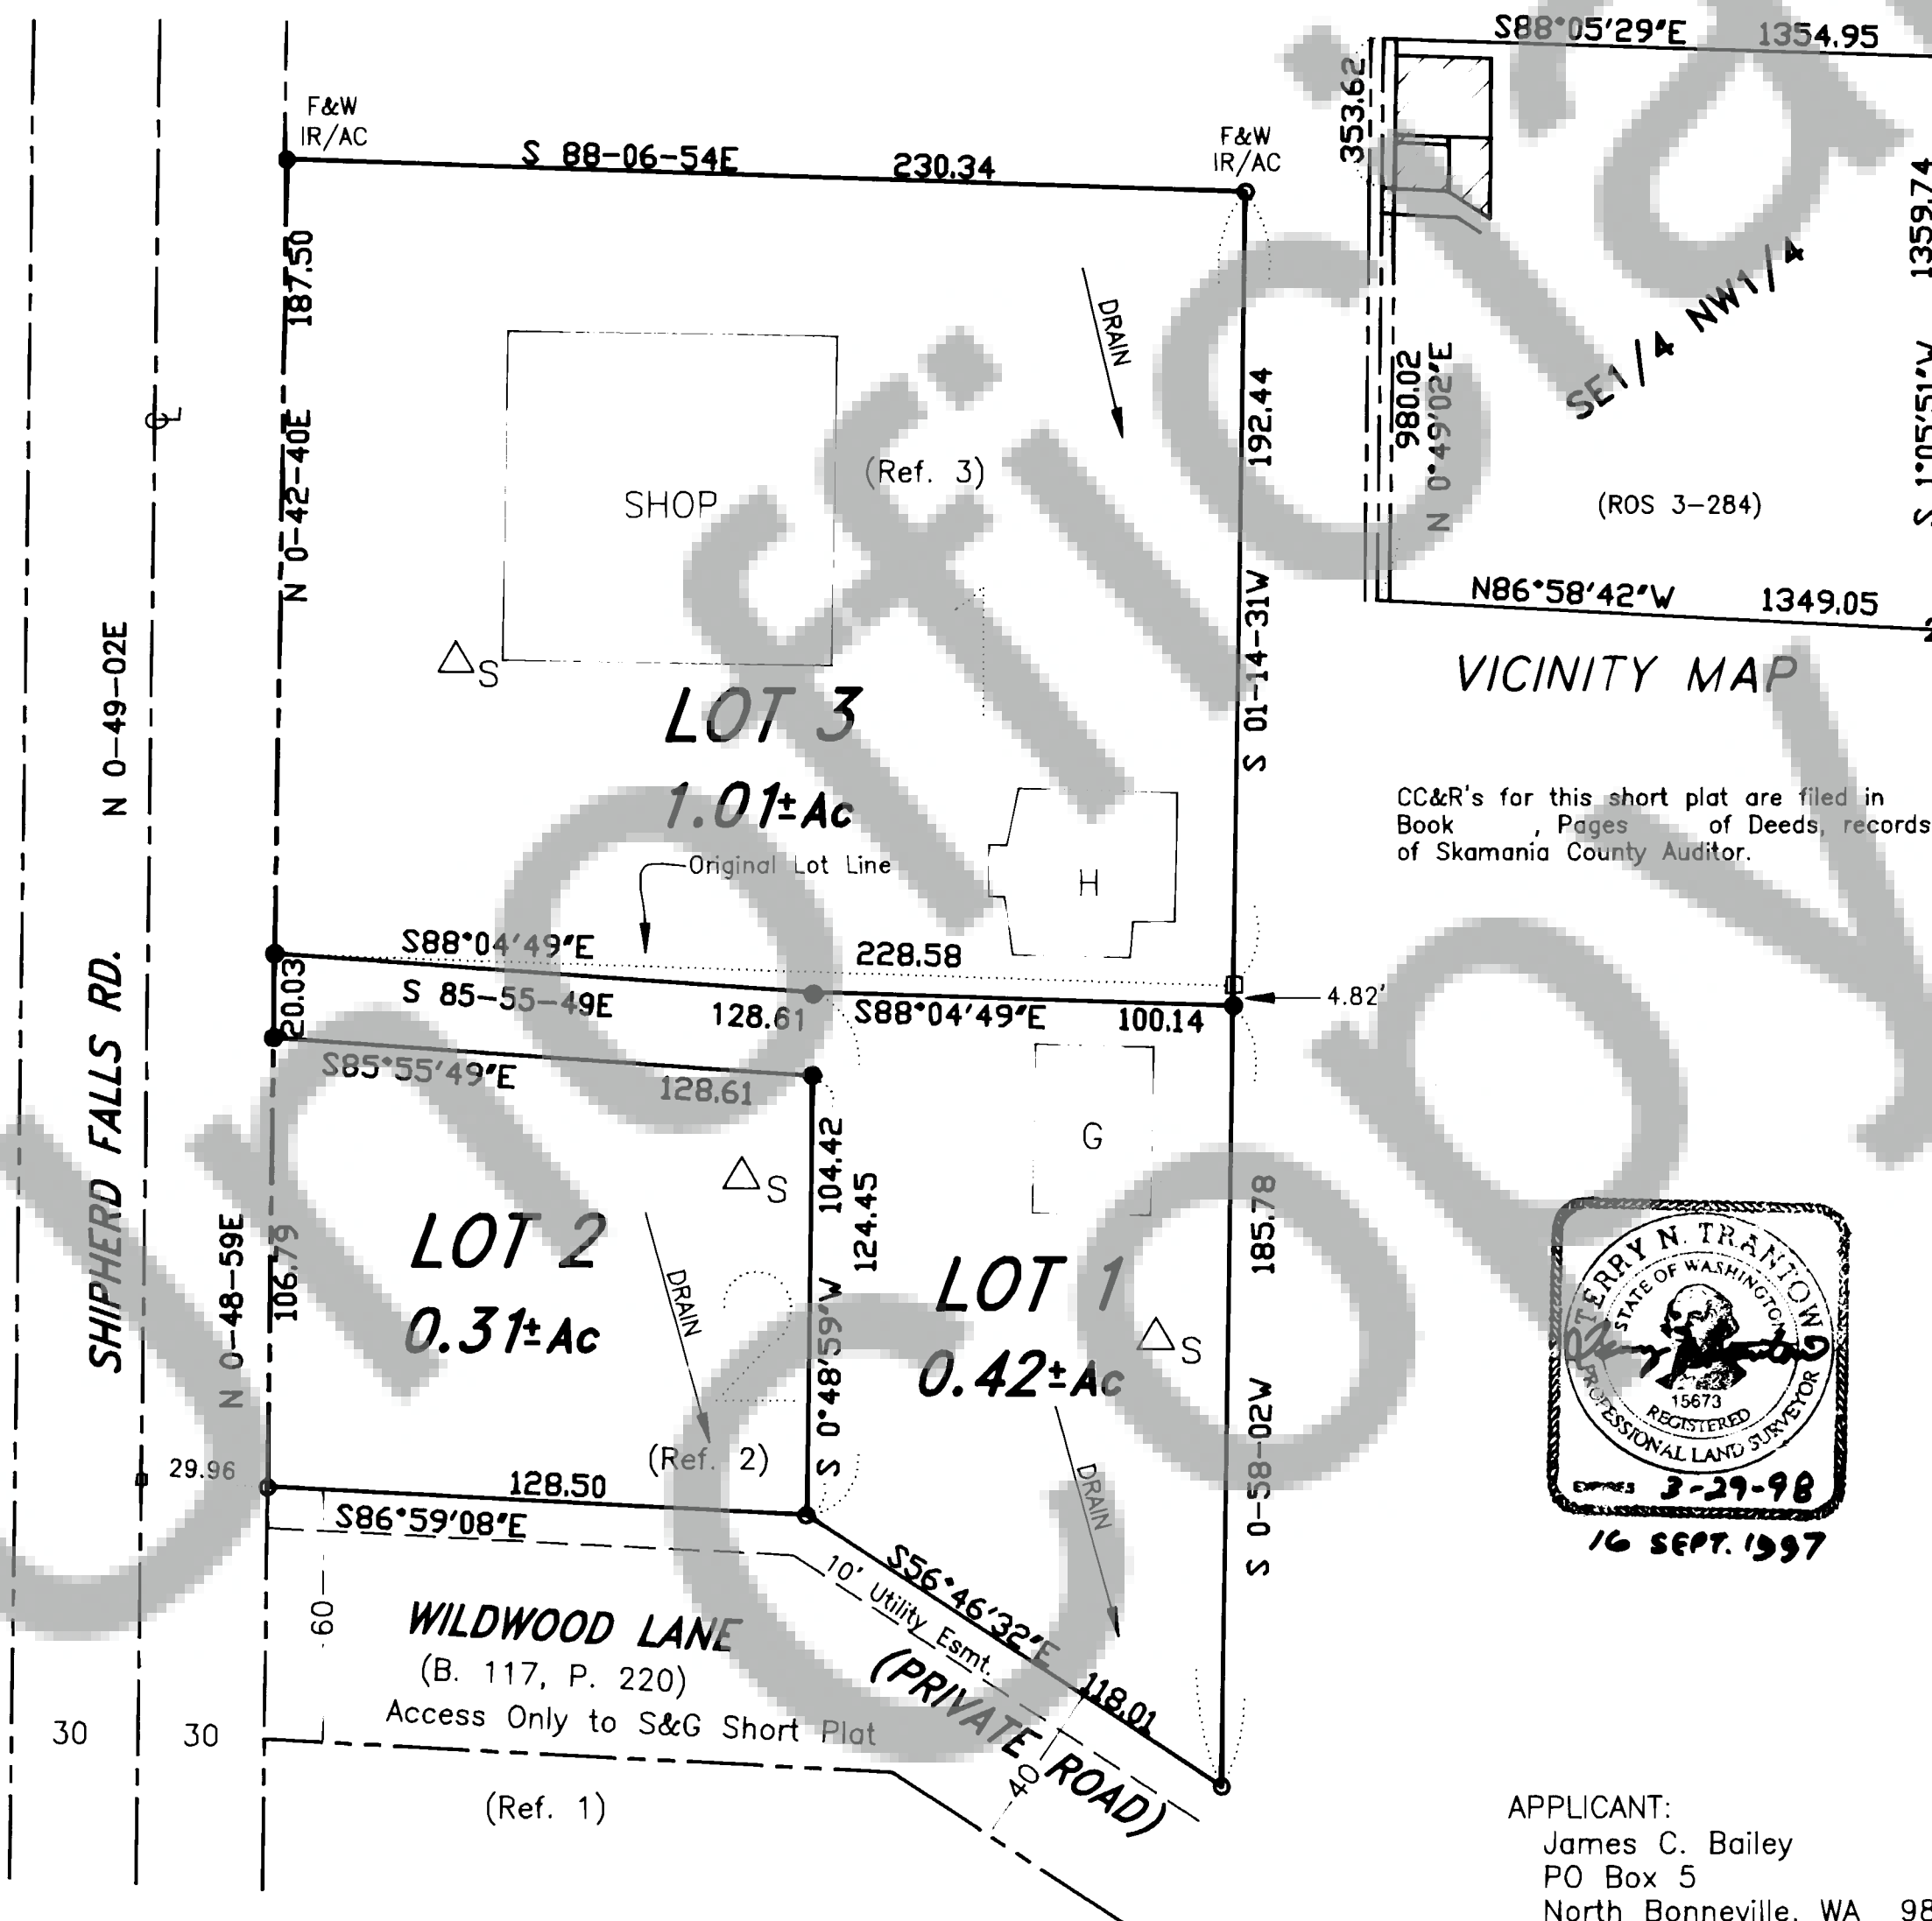 F&W
IR/AC
S 88-06-54E 230.34
F&W
IR/AC
187.50
N 0-42-40E
DRAIN
192.44
S 01-14-31W
(Ref. 3)
SHOP
S
LOT 3
1.01±Ac
Original Lot Line
H
N 0-49-02E
SHIPHERD FALLS RD.
S88°04'49"E 228.58
S 85-55-49E 128.61
S88°04'49"E 100.14
4.82'
20.03
S85°55'49"E 128.61
G
104.42
124.45
S 0°48'59"W
S
LOT 2
0.31±Ac
DRAIN
N 0-48-59E
106.79
(Ref. 2)
LOT 1
0.42±Ac
S
DRAIN
185.78
S 0-58-02W
29.96
128.50
S86°59'08"E
S56°46'32"E
118.01
10' Utility Esmt.
60
WILDWOOD LANE
(B. 117, P. 220)
Access Only to S&G Short Plat
(PRIVATE ROAD)
40
30 30
(Ref. 1)
S88°05'29"E 1354.95
353.62
1359.74
S 1°05'51"W
SE1/4 NW1/4
980.02
N 0°49'02"E
(ROS 3-284)
N86°58'42"W 1349.05
VICINITY MAP
CC&R's for this short plat are filed in
Book , Pages of Deeds, records
of Skamania County Auditor.
TERRY N. TRANTOW
STATE OF WASHINGTON
15673
REGISTERED
PROFESSIONAL LAND SURVEYOR
EXPIRES 3-29-98
16 SEPT. 1997
APPLICANT:
James C. Bailey
PO Box 5
North Bonneville, WA 98
Unofficial
Copy